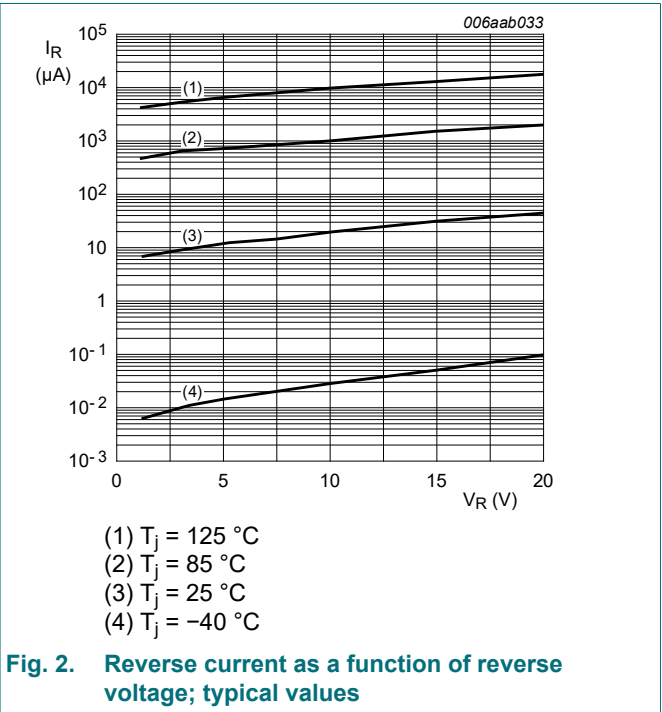 006aab033
I_R
(μA)
10^5
10^4
10^3
10^2
10
1
10^-1
10^-2
10^-3
(1)
(2)
(3)
(4)
0 5 10 15 20
V_R (V)
(1) T_j = 125 °C
(2) T_j = 85 °C
(3) T_j = 25 °C
(4) T_j = −40 °C
Fig. 2. Reverse current as a function of reverse
voltage; typical values